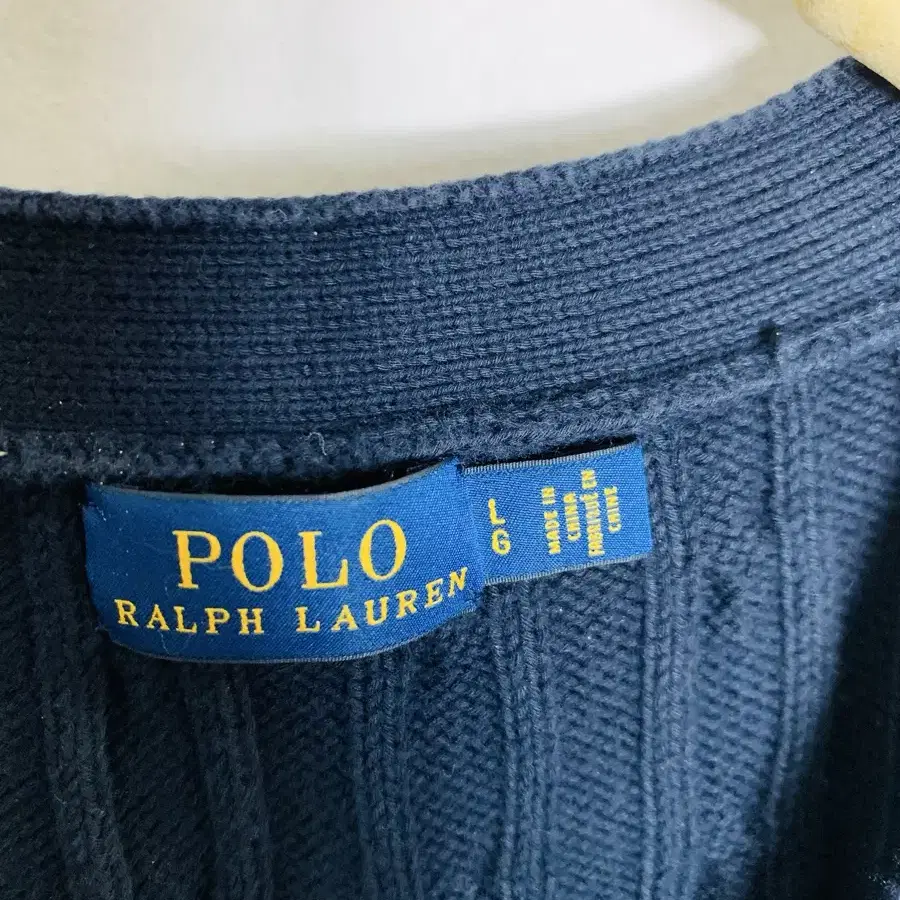 POLO
RALPH LAUREN
L
G
MADE IN
CHINA
FABRIQUÉ EN
CHINE